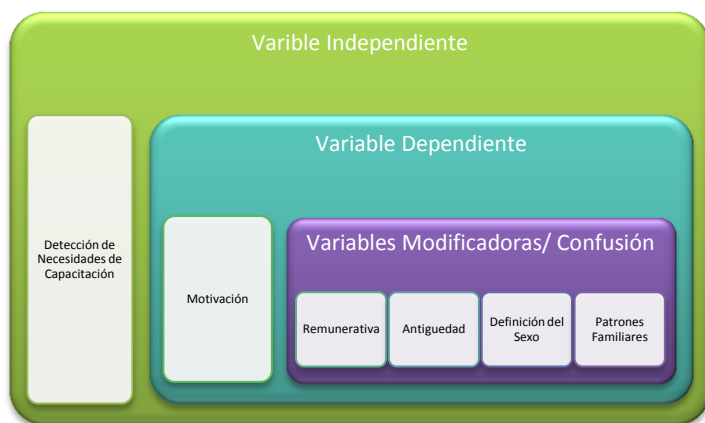 Varible Independiente
Variable Dependiente
Detección de
Necesidades de
Capacitación
Motivación
Variables Modificadoras/ Confusión
Remunerativa
Antiguedad
Definición del
Sexo
Patrones
Familiares